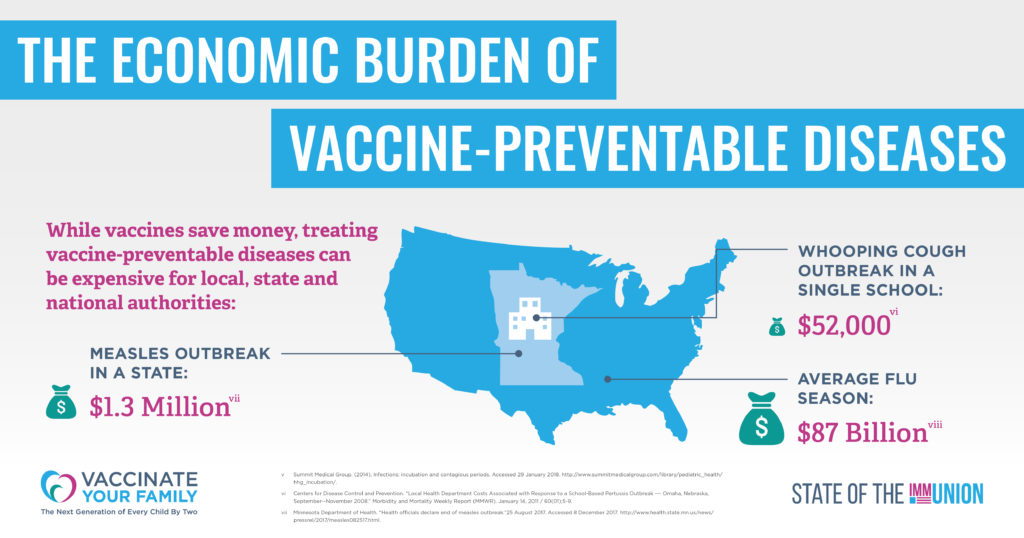 THE ECONOMIC BURDEN OF
VACCINE-PREVENTABLE DISEASES
While vaccines save money, treating
vaccine-preventable diseases can
be expensive for local, state and
national authorities:
MEASLES OUTBREAK
IN A STATE:
$1.3 Million vii
WHOOPING COUGH
OUTBREAK IN A
SINGLE SCHOOL:
$52,000 vi
AVERAGE FLU
SEASON:
$87 Billion viii
$
$
$
VACCINATE
YOUR FAMILY
The Next Generation of Every Child By Two
v Summit Medical Group. (2014). Infections: incubation and contagious periods. Accessed 29 January 2018. http://www.summitmedicalgroup.com/library/pediatric_health/
hhg_incubation/.
vi Centers for Disease Control and Prevention. "Local Health Department Costs Associated with Response to a School-Based Pertussis Outbreak — Omaha, Nebraska,
September–November 2008." Morbidity and Mortality Weekly Report (MMWR). January 14, 2011 / 60(01);5-9.
vii Minnesota Department of Health. "Health officials declare end of measles outbreak."25 August 2017. Accessed 8 December 2017. http://www.health.state.mn.us/news/
pressrel/2017/measles082517.html.
STATE OF THE IMMUNION